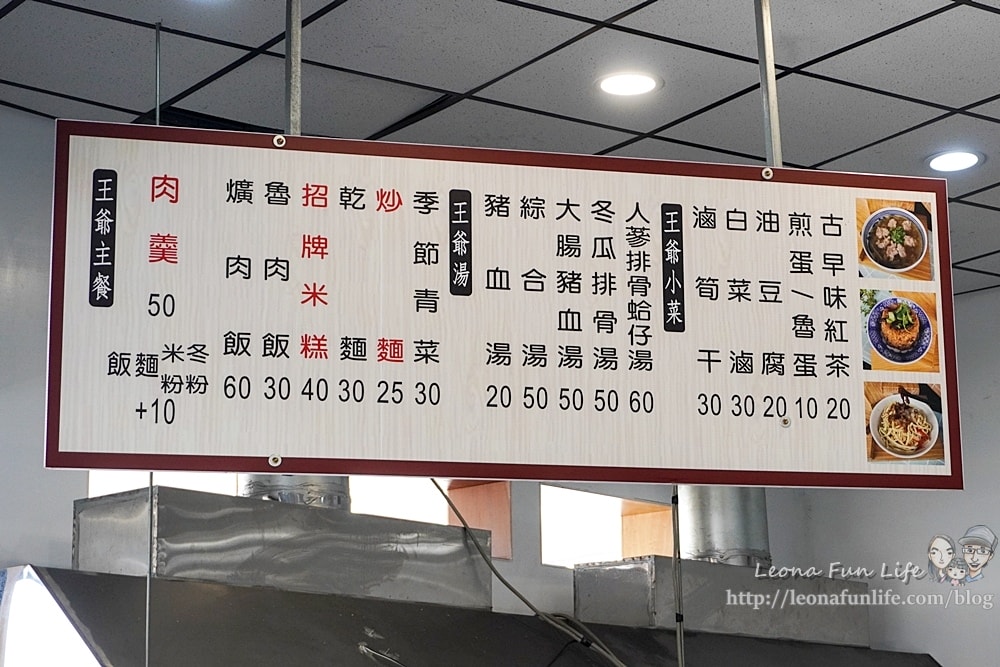 王爺主餐
肉羹 50
飯 麵 米粉 冬粉 +10
爌肉飯 60
魯肉飯 30
招牌米糕 40
乾麵 30
炒麵 25
季節青菜 30
王爺湯
豬血湯 20
綜合湯 50
大腸豬血湯 50
冬瓜排骨湯 50
人蔘排骨蛤仔湯 60
王爺小菜
滷筍干 30
白菜滷 30
油豆腐 20
煎蛋/魯蛋 10
古早味紅茶 20
Leona Fun Life
http://leonafunlife.com/blog